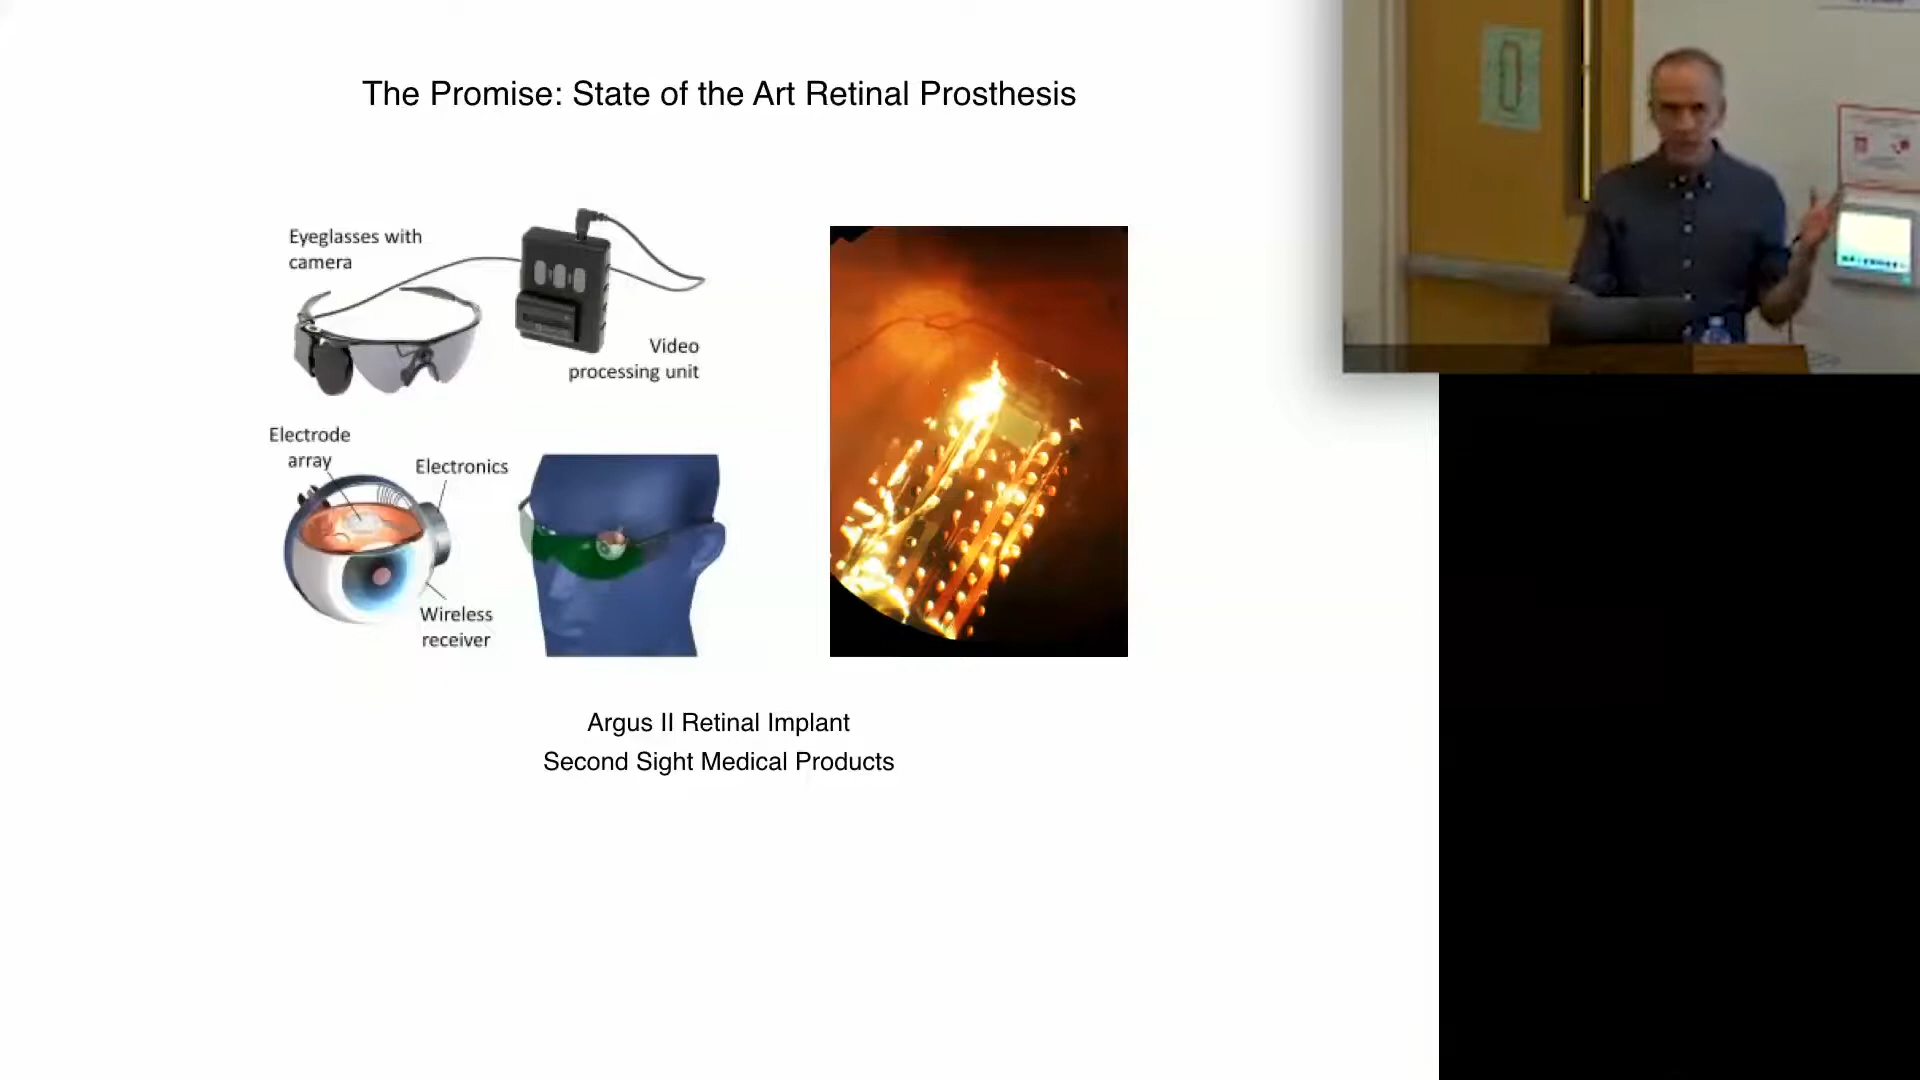 The Promise: State of the Art Retinal Prosthesis
Eyeglasses with
camera
Video
processing unit
Electrode
array
Electronics
Wireless
receiver
Argus II Retinal Implant
Second Sight Medical Products